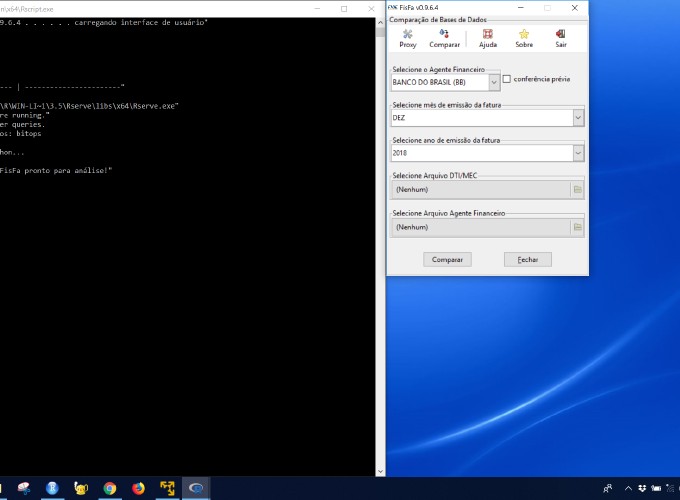 n\x64\Rscript.exe
9.6.4 . . . . . . carregando interface de usuário"
--- | -----------------------"
\R\WIN-LI~1\3.5\Rserve\libs\x64\Rserve.exe"
re running."
er queries.
os: bitops
hon...
FisFa pronto para análise!"
FisFa v0.9.6.4
Comparação de Bases de Dados
Proxy Comparar Ajuda Sobre Sair
Selecione o Agente Financeiro
BANCO DO BRASIL (BB) conferência prévia
Selecione mês de emissão da fatura
DEZ
Selecione ano de emissão da fatura
2018
Selecione Arquivo DTI/MEC
(Nenhum)
Selecione Arquivo Agente Financeiro
(Nenhum)
Comparar Fechar